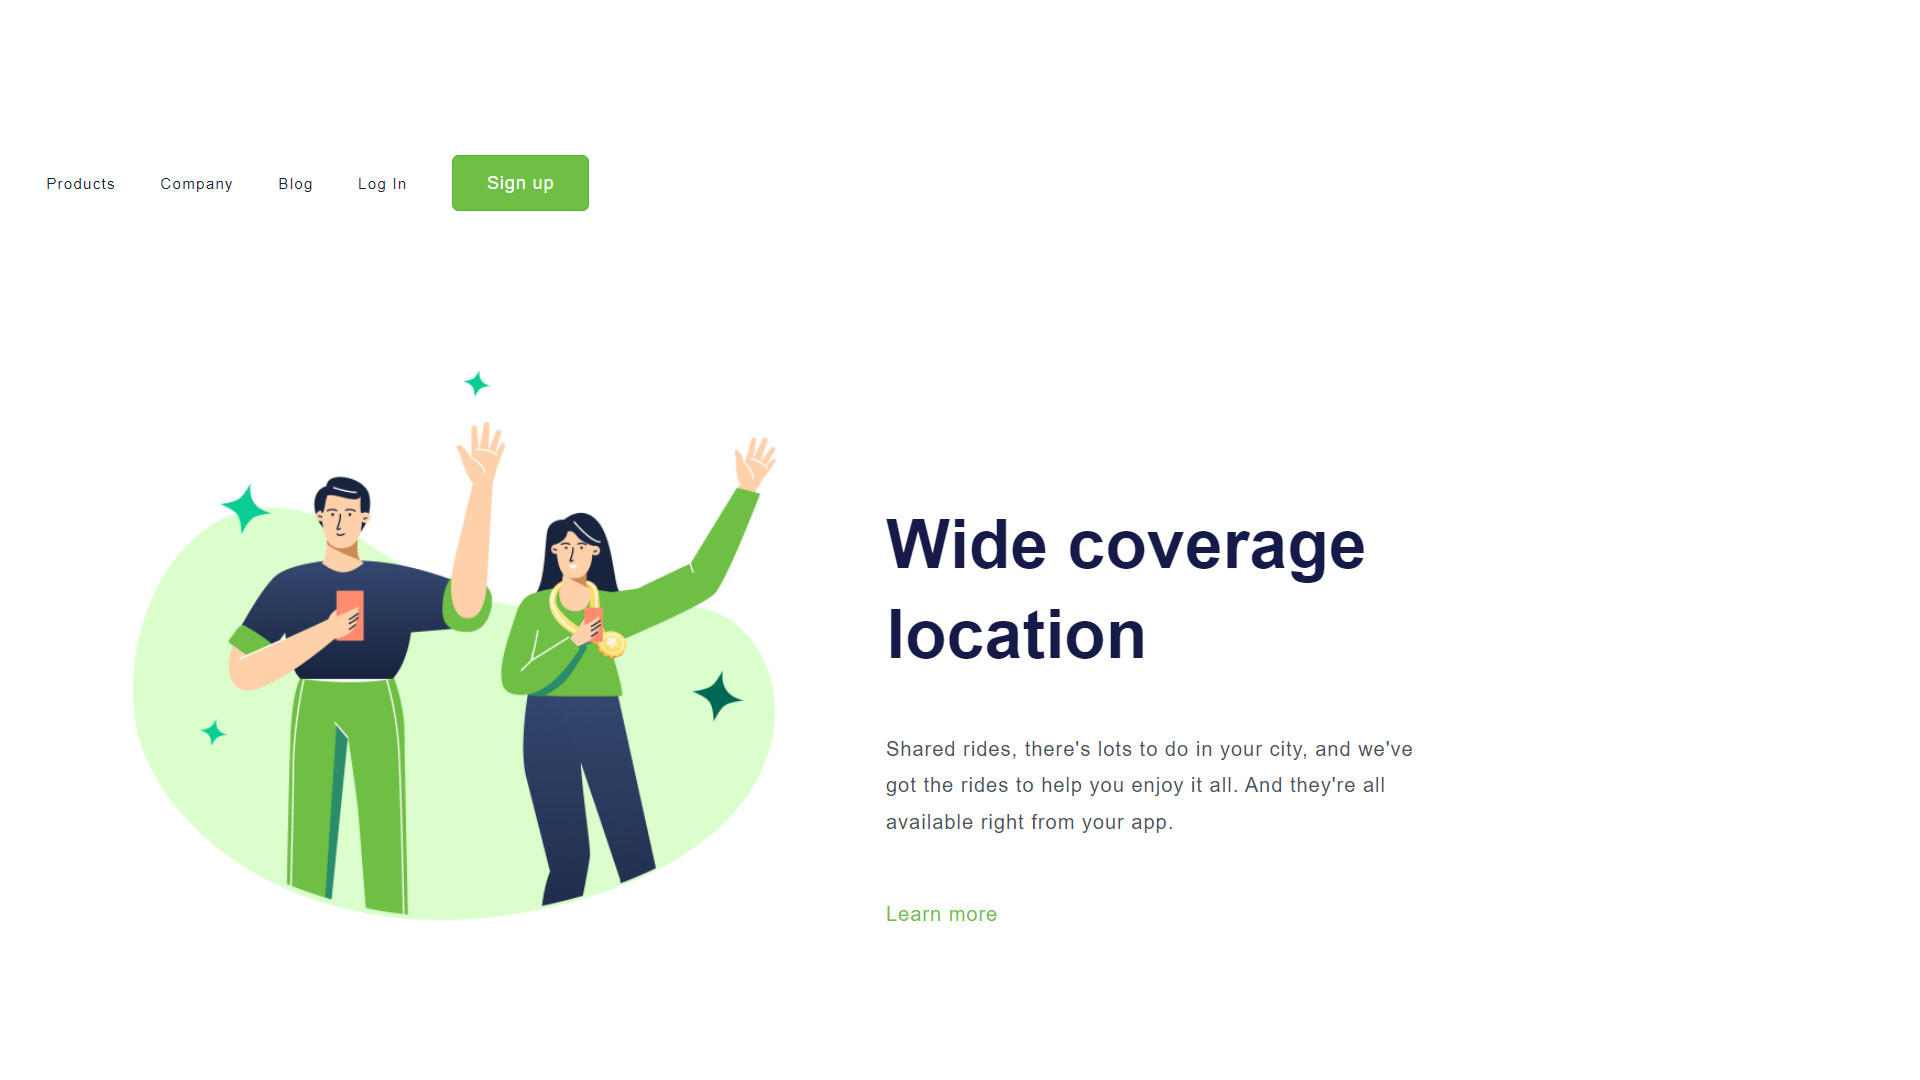 Products Company Blog Log In Sign up
Wide coverage
location
Shared rides, there's lots to do in your city, and we've
got the rides to help you enjoy it all. And they're all
available right from your app.
Learn more